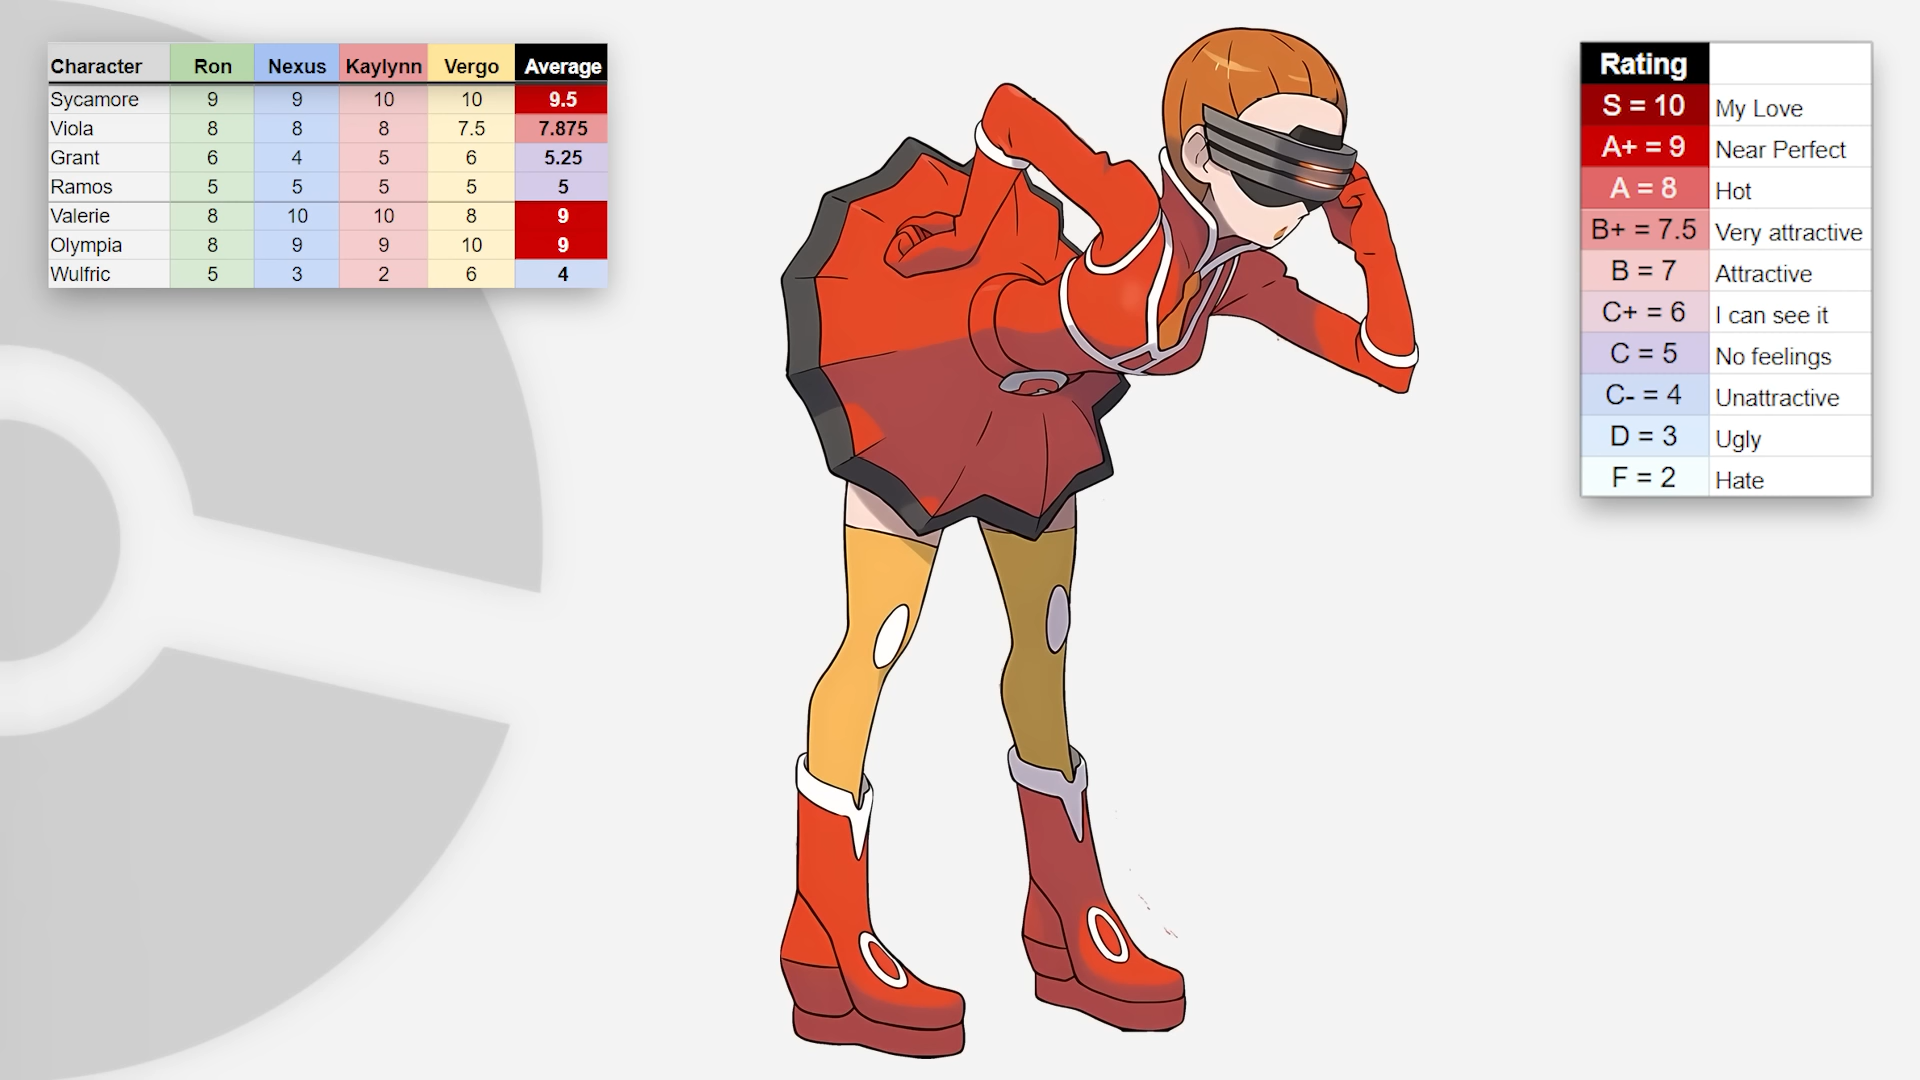 Character Ron Nexus Kaylynn Vergo Average
Sycamore 9 9 10 10 9.5
Viola 8 8 8 7.5 7.875
Grant 6 4 5 6 5.25
Ramos 5 5 5 5 5
Valerie 8 10 10 8 9
Olympia 8 9 9 10 9
Wulfric 5 3 2 6 4
Rating
S = 10 My Love
A+ = 9 Near Perfect
A = 8 Hot
B+ = 7.5 Very attractive
B = 7 Attractive
C+ = 6 I can see it
C = 5 No feelings
C- = 4 Unattractive
D = 3 Ugly
F = 2 Hate